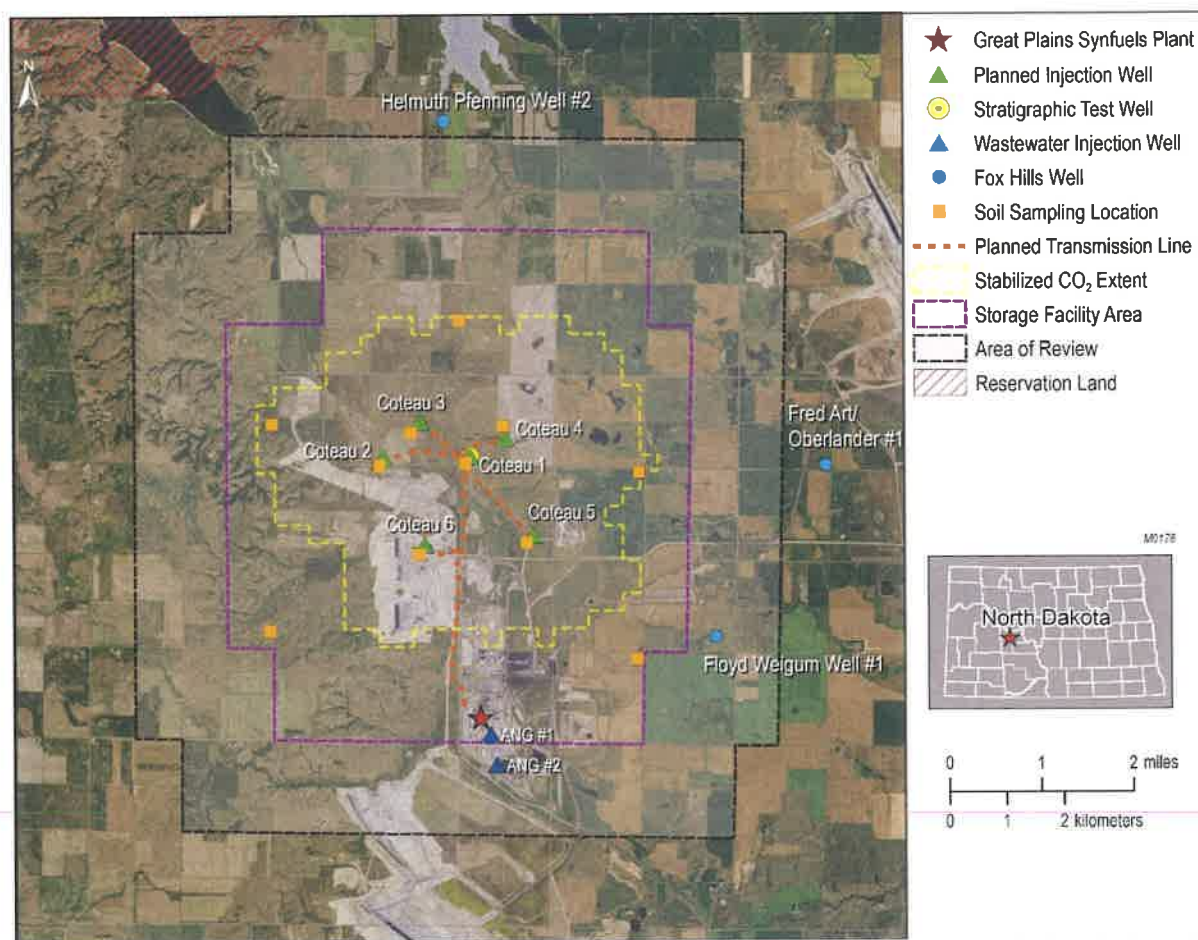 N
Helmuth Pfenning Well #2
Coteau 3
Coteau 4
Fred Art/
Oberlander #1
Coteau 2
Coteau 1
Coteau 5
Coteau 6
Floyd Weigum Well #1
ANG #1
ANG #2
Great Plains Synfuels Plant
Planned Injection Well
Stratigraphic Test Well
Wastewater Injection Well
Fox Hills Well
Soil Sampling Location
Planned Transmission Line
Stabilized CO₂ Extent
Storage Facility Area
Area of Review
Reservation Land
M0176
North Dakota
0 1 2 miles
0 1 2 kilometers